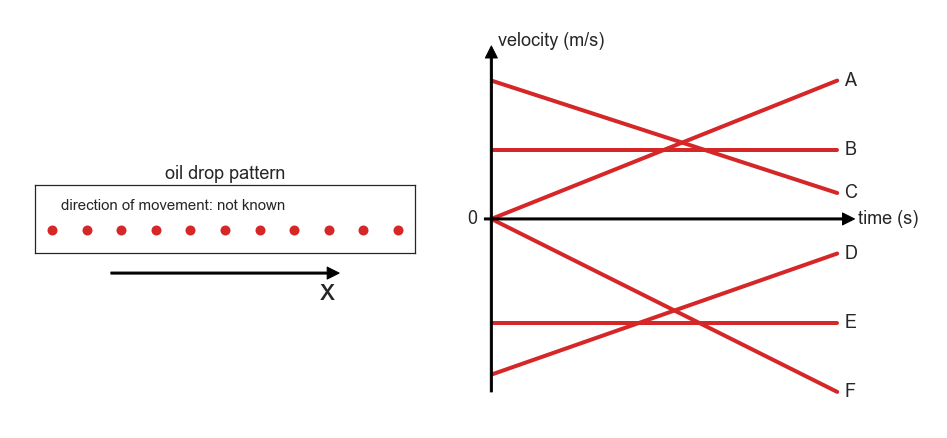 oil drop pattern
direction of movement: not known
X
velocity (m/s)
A
B
C
0
time (s)
D
E
F